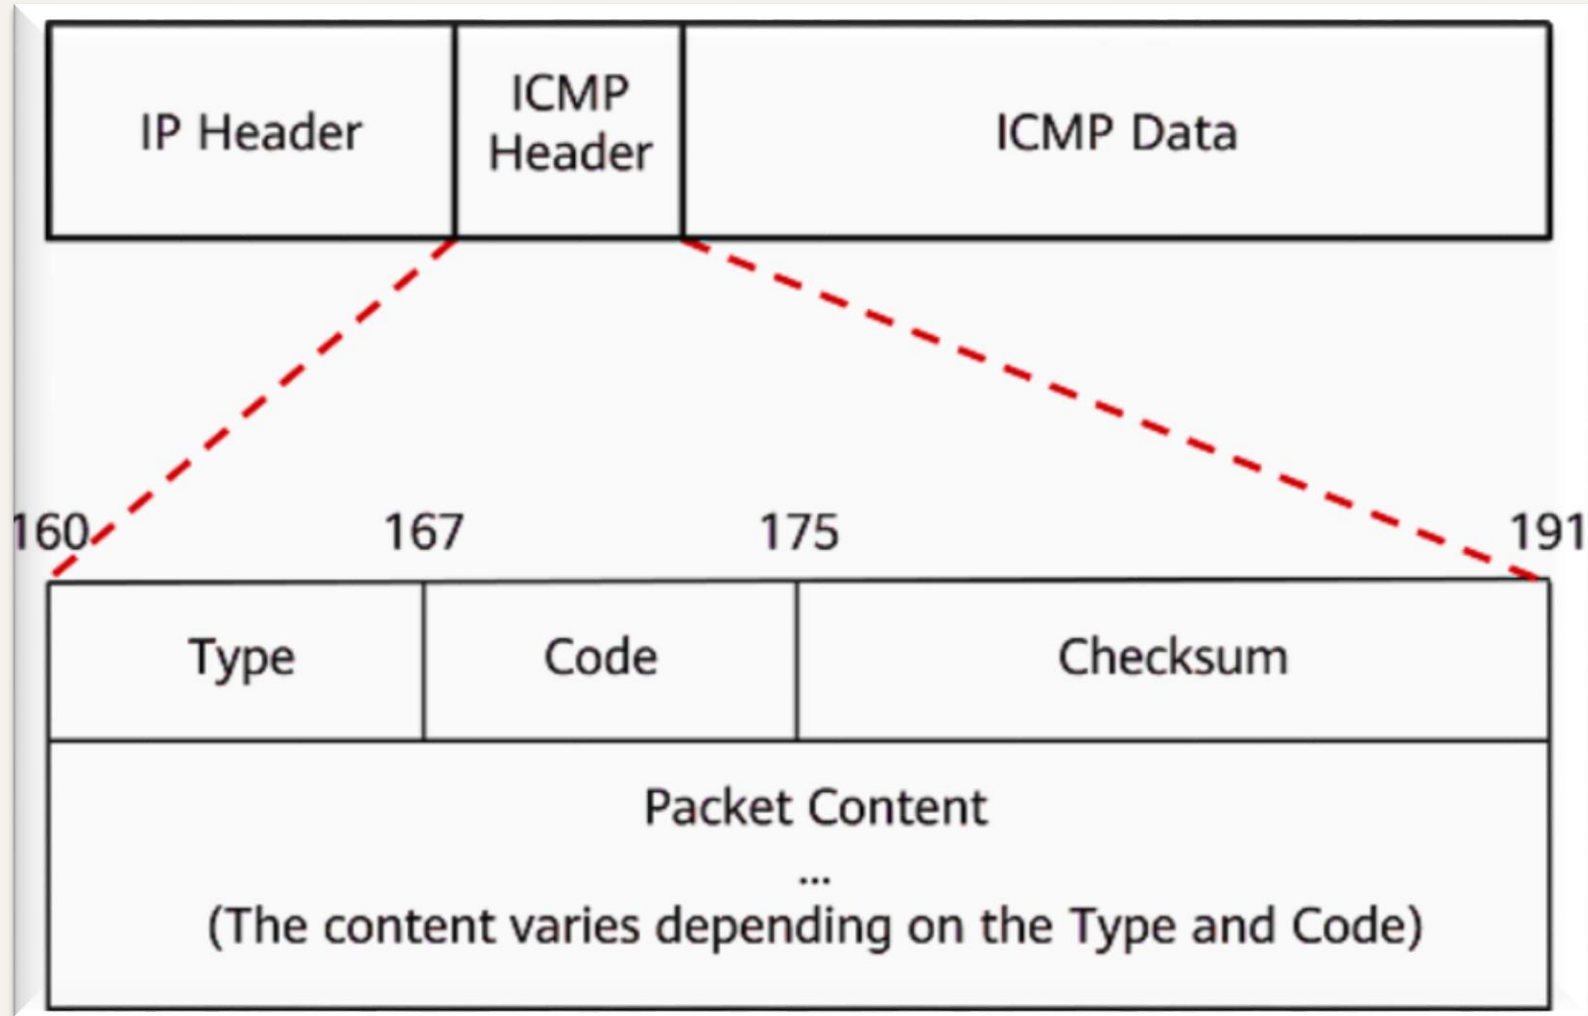 IP Header
ICMP
Header
ICMP Data
160
167
175
191
Type
Code
Checksum
Packet Content
...
(The content varies depending on the Type and Code)